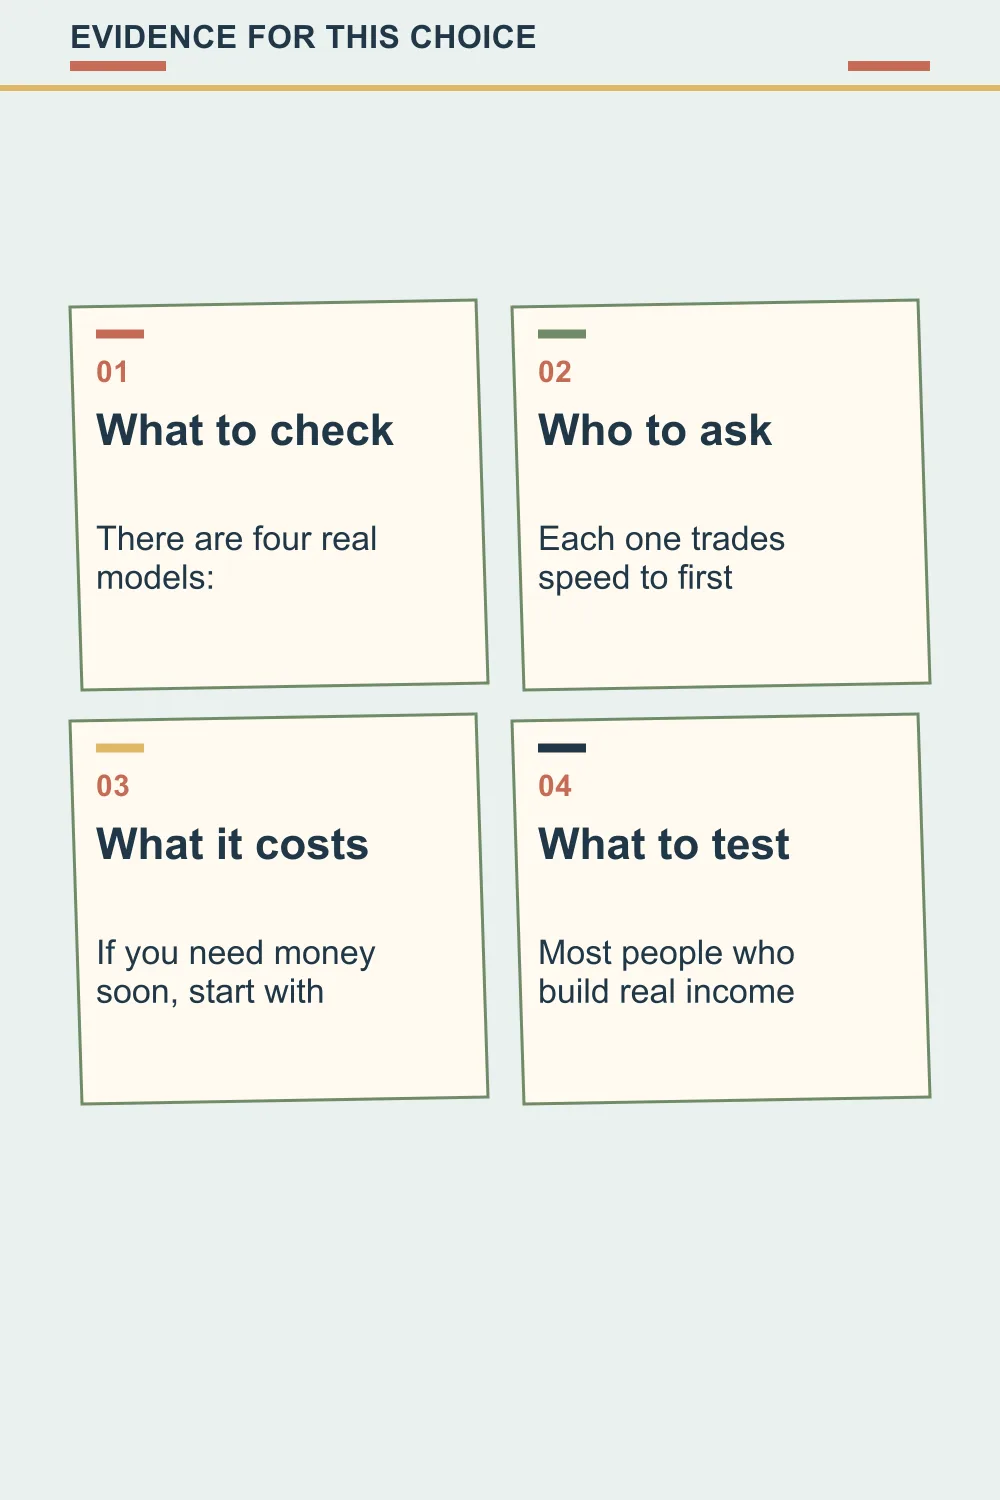 EVIDENCE FOR THIS CHOICE
01
What to check
There are four real
models:
02
Who to ask
Each one trades
speed to first
03
What it costs
If you need money
soon, start with
04
What to test
Most people who
build real income